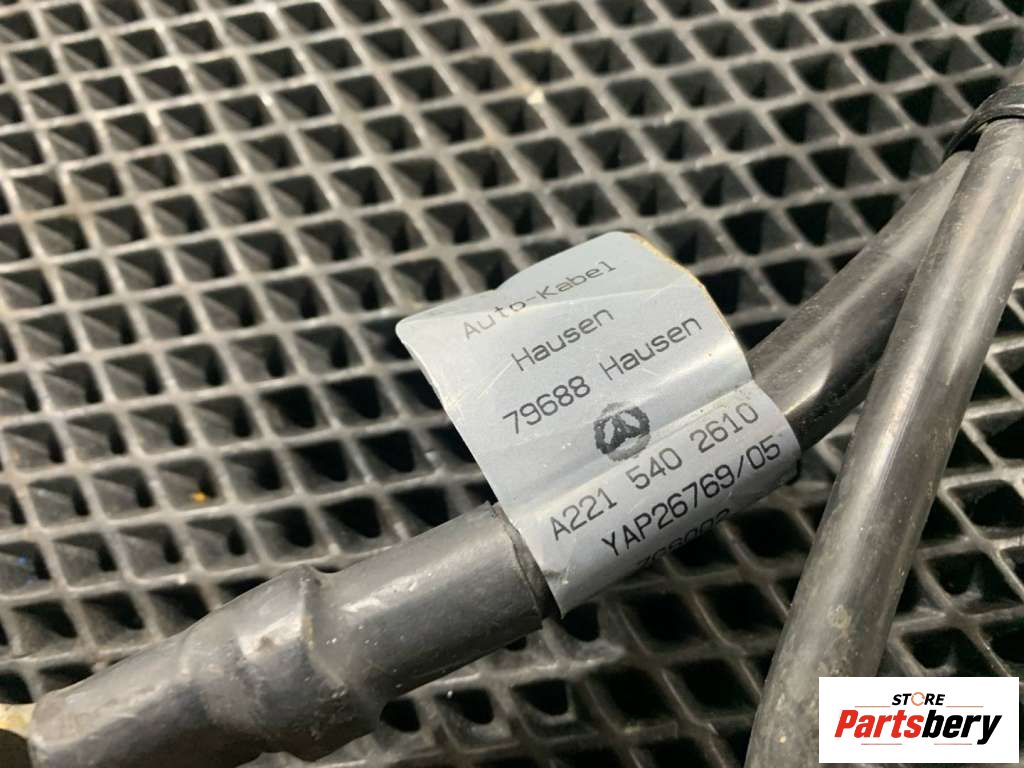 Auto-Kabel
Hausen
79688 Hausen
A221 540 2610
YAP26769/05
STORE
Partsbery